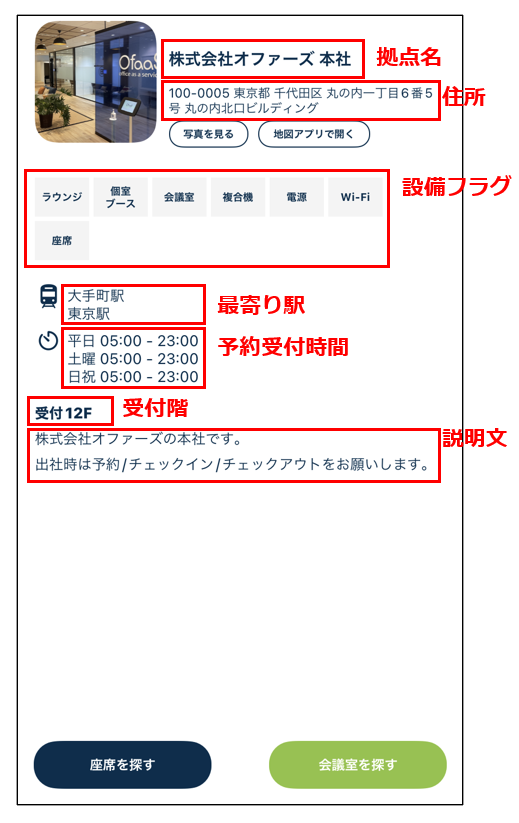 OfaaS
office as a service
株式会社オファーズ 本社
拠点名
100-0005 東京都 千代田区 丸の内一丁目6番5
号 丸の内北口ビルディング
住所
写真を見る
地図アプリで開く
設備フラグ
ラウンジ
個室
ブース
会議室
複合機
電源
Wi-Fi
座席
大手町駅
東京駅
最寄り駅
平日 05:00 - 23:00
土曜 05:00 - 23:00
日祝 05:00 - 23:00
予約受付時間
受付12F
受付階
株式会社オファーズの本社です。
出社時は予約/チェックイン/チェックアウトをお願いします。
説明文
座席を探す
会議室を探す